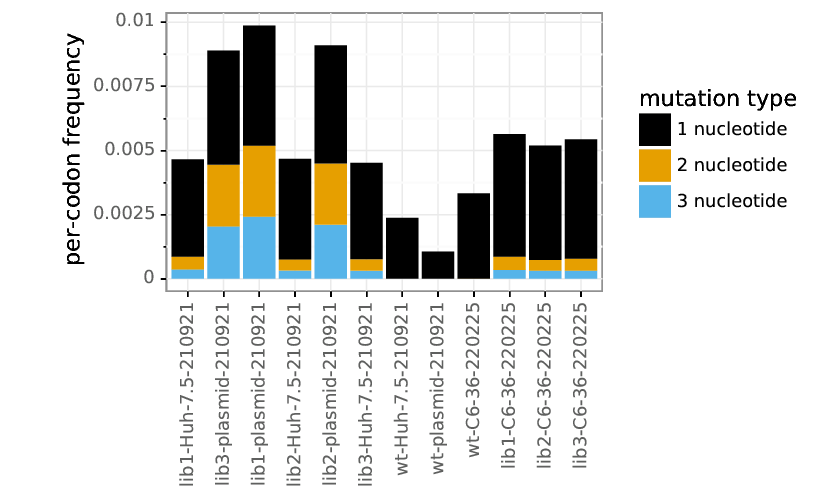 per-codon frequency
0.01
0.0075
0.005
0.0025
0
lib1-Huh-7.5-210921
lib3-plasmid-210921
lib1-plasmid-210921
lib2-Huh-7.5-210921
lib2-plasmid-210921
lib3-Huh-7.5-210921
wt-Huh-7.5-210921
wt-plasmid-210921
wt-C6-36-220225
lib1-C6-36-220225
lib2-C6-36-220225
lib3-C6-36-220225
mutation type
1 nucleotide
2 nucleotide
3 nucleotide